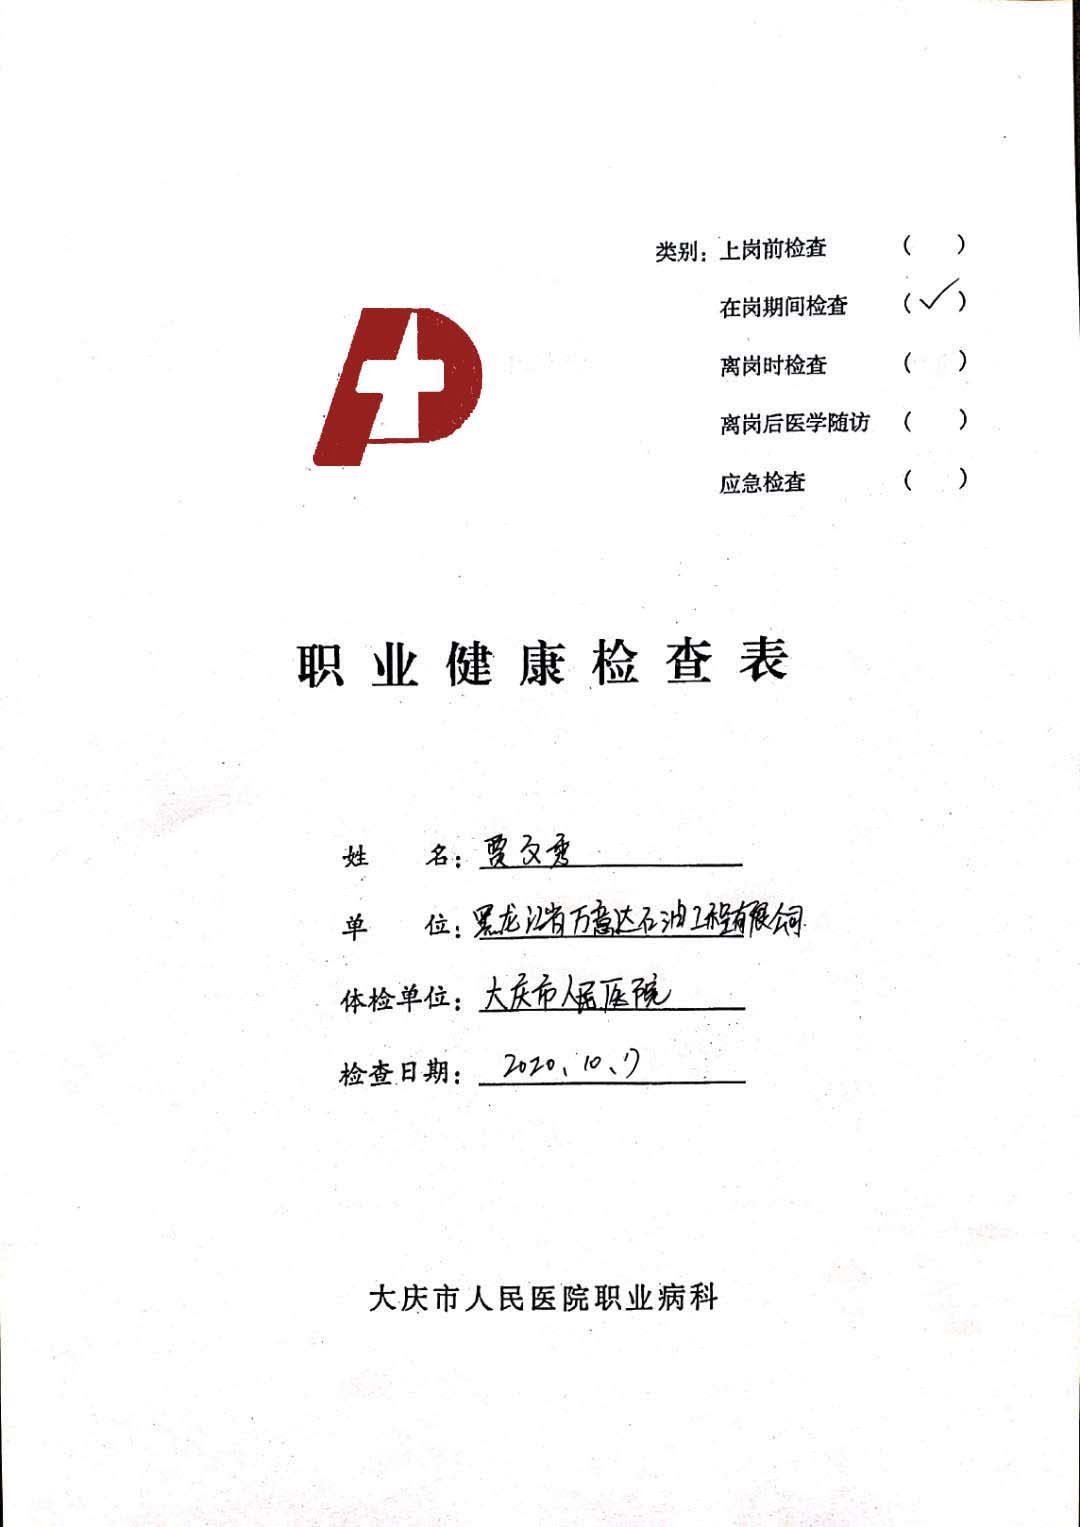 类别：上岗前检查 （ ）
在岗期间检查 （✓）
离岗时检查 （ ）
离岗后医学随访 （ ）
应急检查 （ ）
职业健康检查表
姓 名：贾文秀
单 位：黑龙江省万意达石油工程有限公司
体检单位：大庆市人民医院
检查日期：2020、10、17
大庆市人民医院职业病科